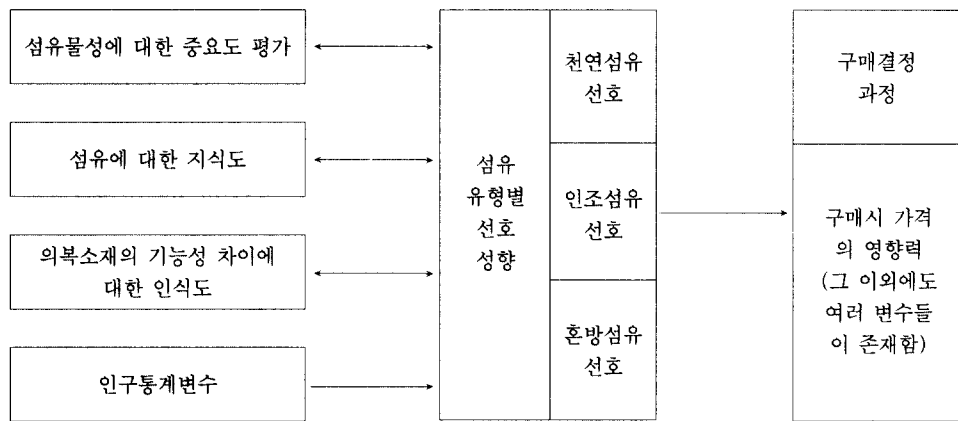 섬유물성에 대한 중요도 평가
섬유에 대한 지식도
의복소재의 기능성 차이에
대한 인식도
인구통계변수
섬유
유형별
선호
성향
천연섬유
선호
인조섬유
선호
혼방섬유
선호
구매결정
과정
구매시 가격
의 영향력
(그 이외에도
여러 변수들
이 존재함)